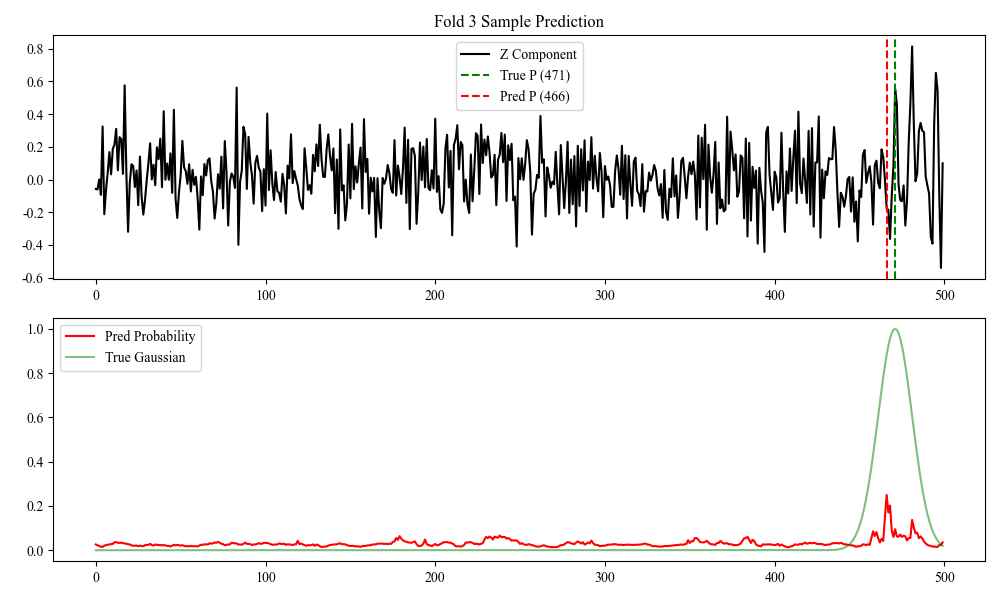 Fold 3 Sample Prediction
Z Component
True P (471)
Pred P (466)
0.8
0.6
0.4
0.2
0.0
-0.2
-0.4
-0.6
0 100 200 300 400 500
Pred Probability
True Gaussian
1.0
0.8
0.6
0.4
0.2
0.0
0 100 200 300 400 500